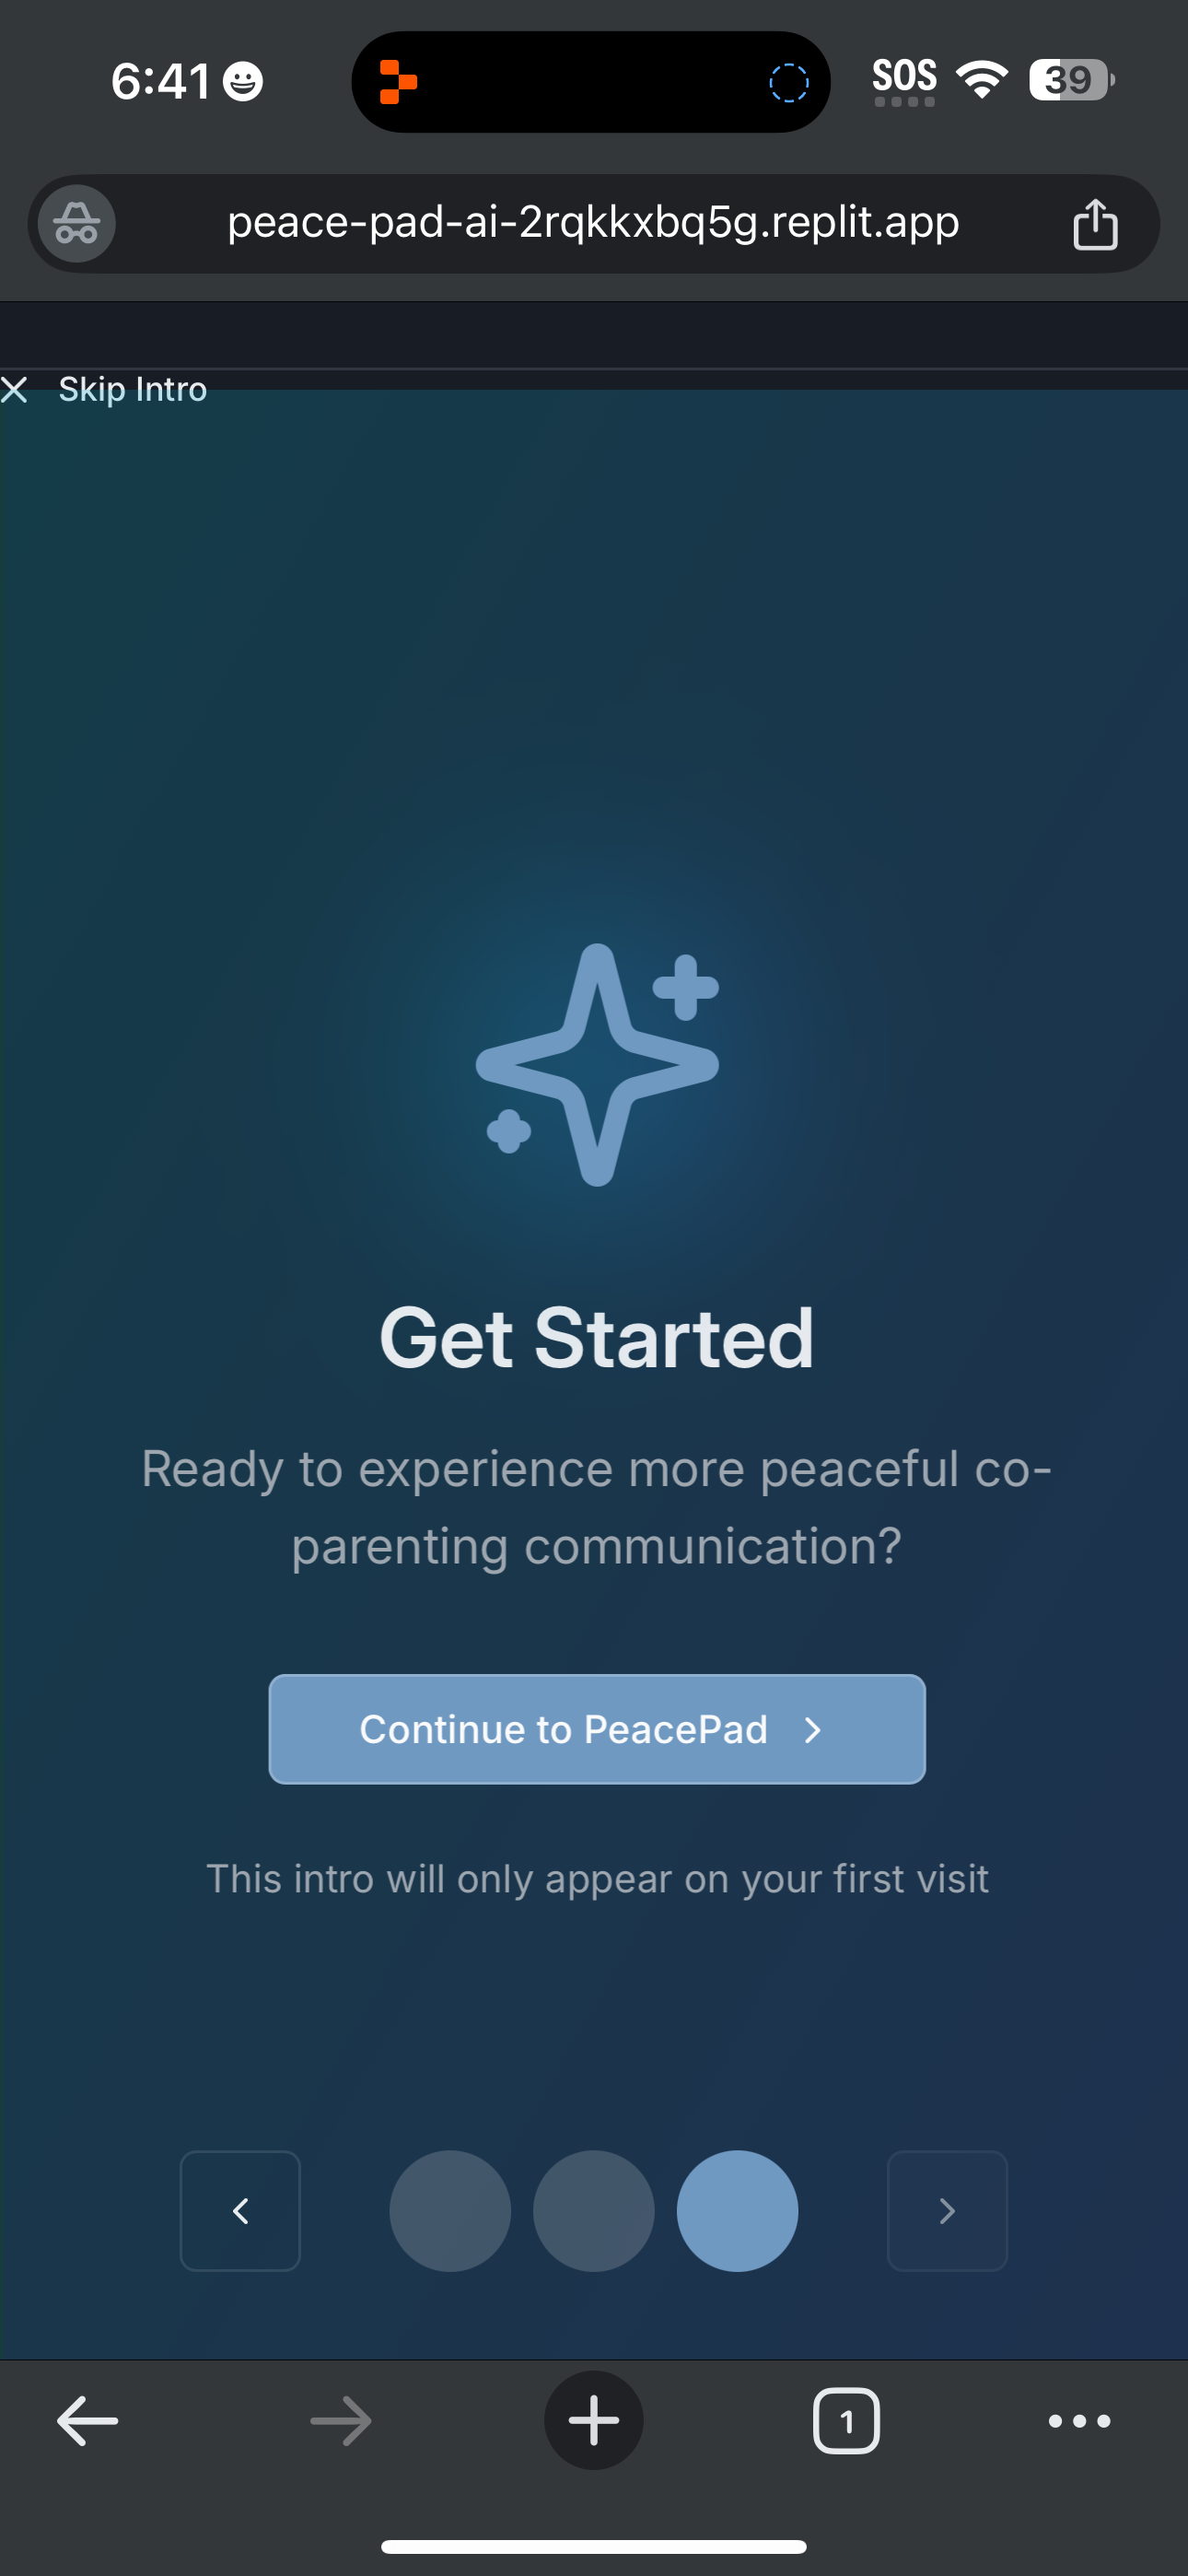 6:41
SOS
39
peace-pad-ai-2rqkkxbq5g.replit.app
Skip Intro
Get Started
Ready to experience more peaceful co-
parenting communication?
Continue to PeacePad
This intro will only appear on your first visit
1